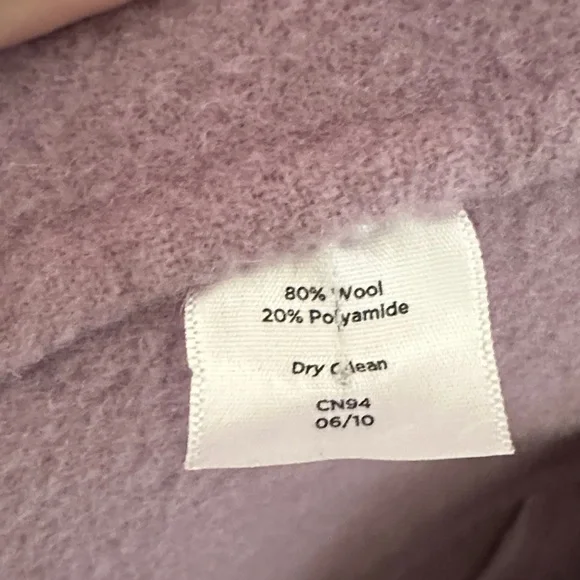 80% Wool
20% Polyamide
Dry Clean
CN94
06/10